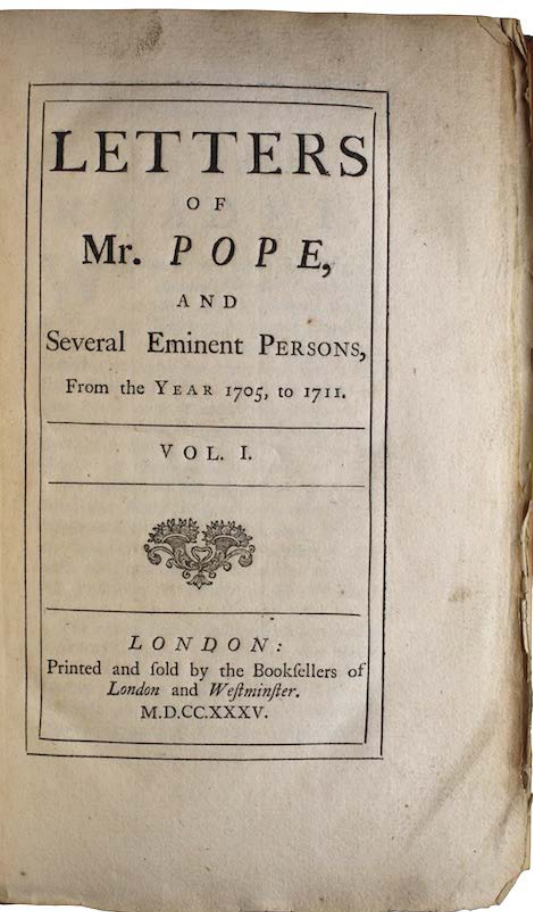 LETTERS
OF
Mr. POPE,
AND
Several Eminent PERSONS,
From the YEAR 1705, to 1711.
VOL. I.
LONDON:
Printed and ſold by the Bookſellers of
London and Weſtminſter.
M.D.CC.XXXV.